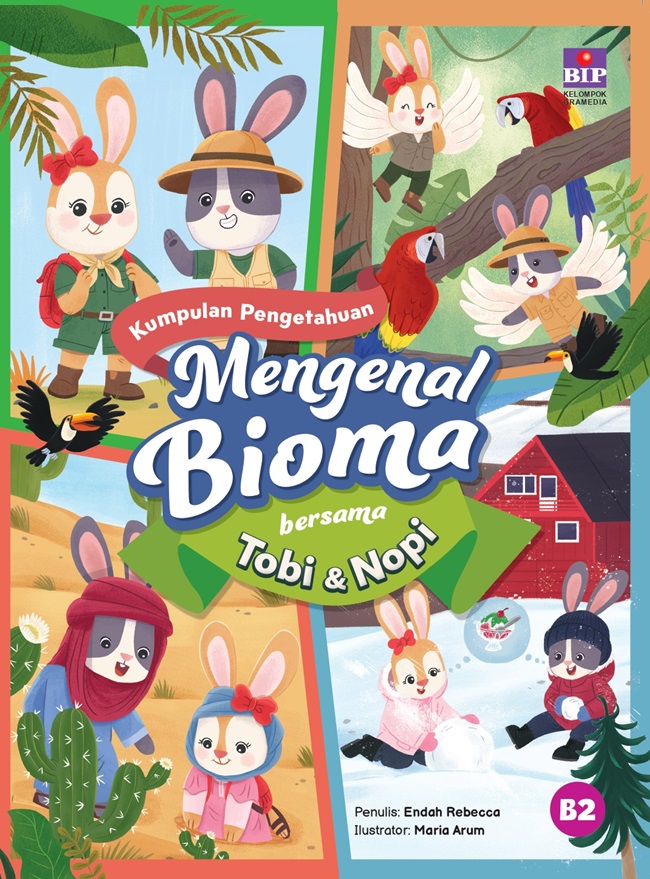 BIP
KELOMPOK
GRAMEDIA
Kumpulan Pengetahuan
Mengenal
Bioma
bersama
Tobi & Nopi
Penulis: Endah Rebecca
Ilustrator: Maria Arum
B2